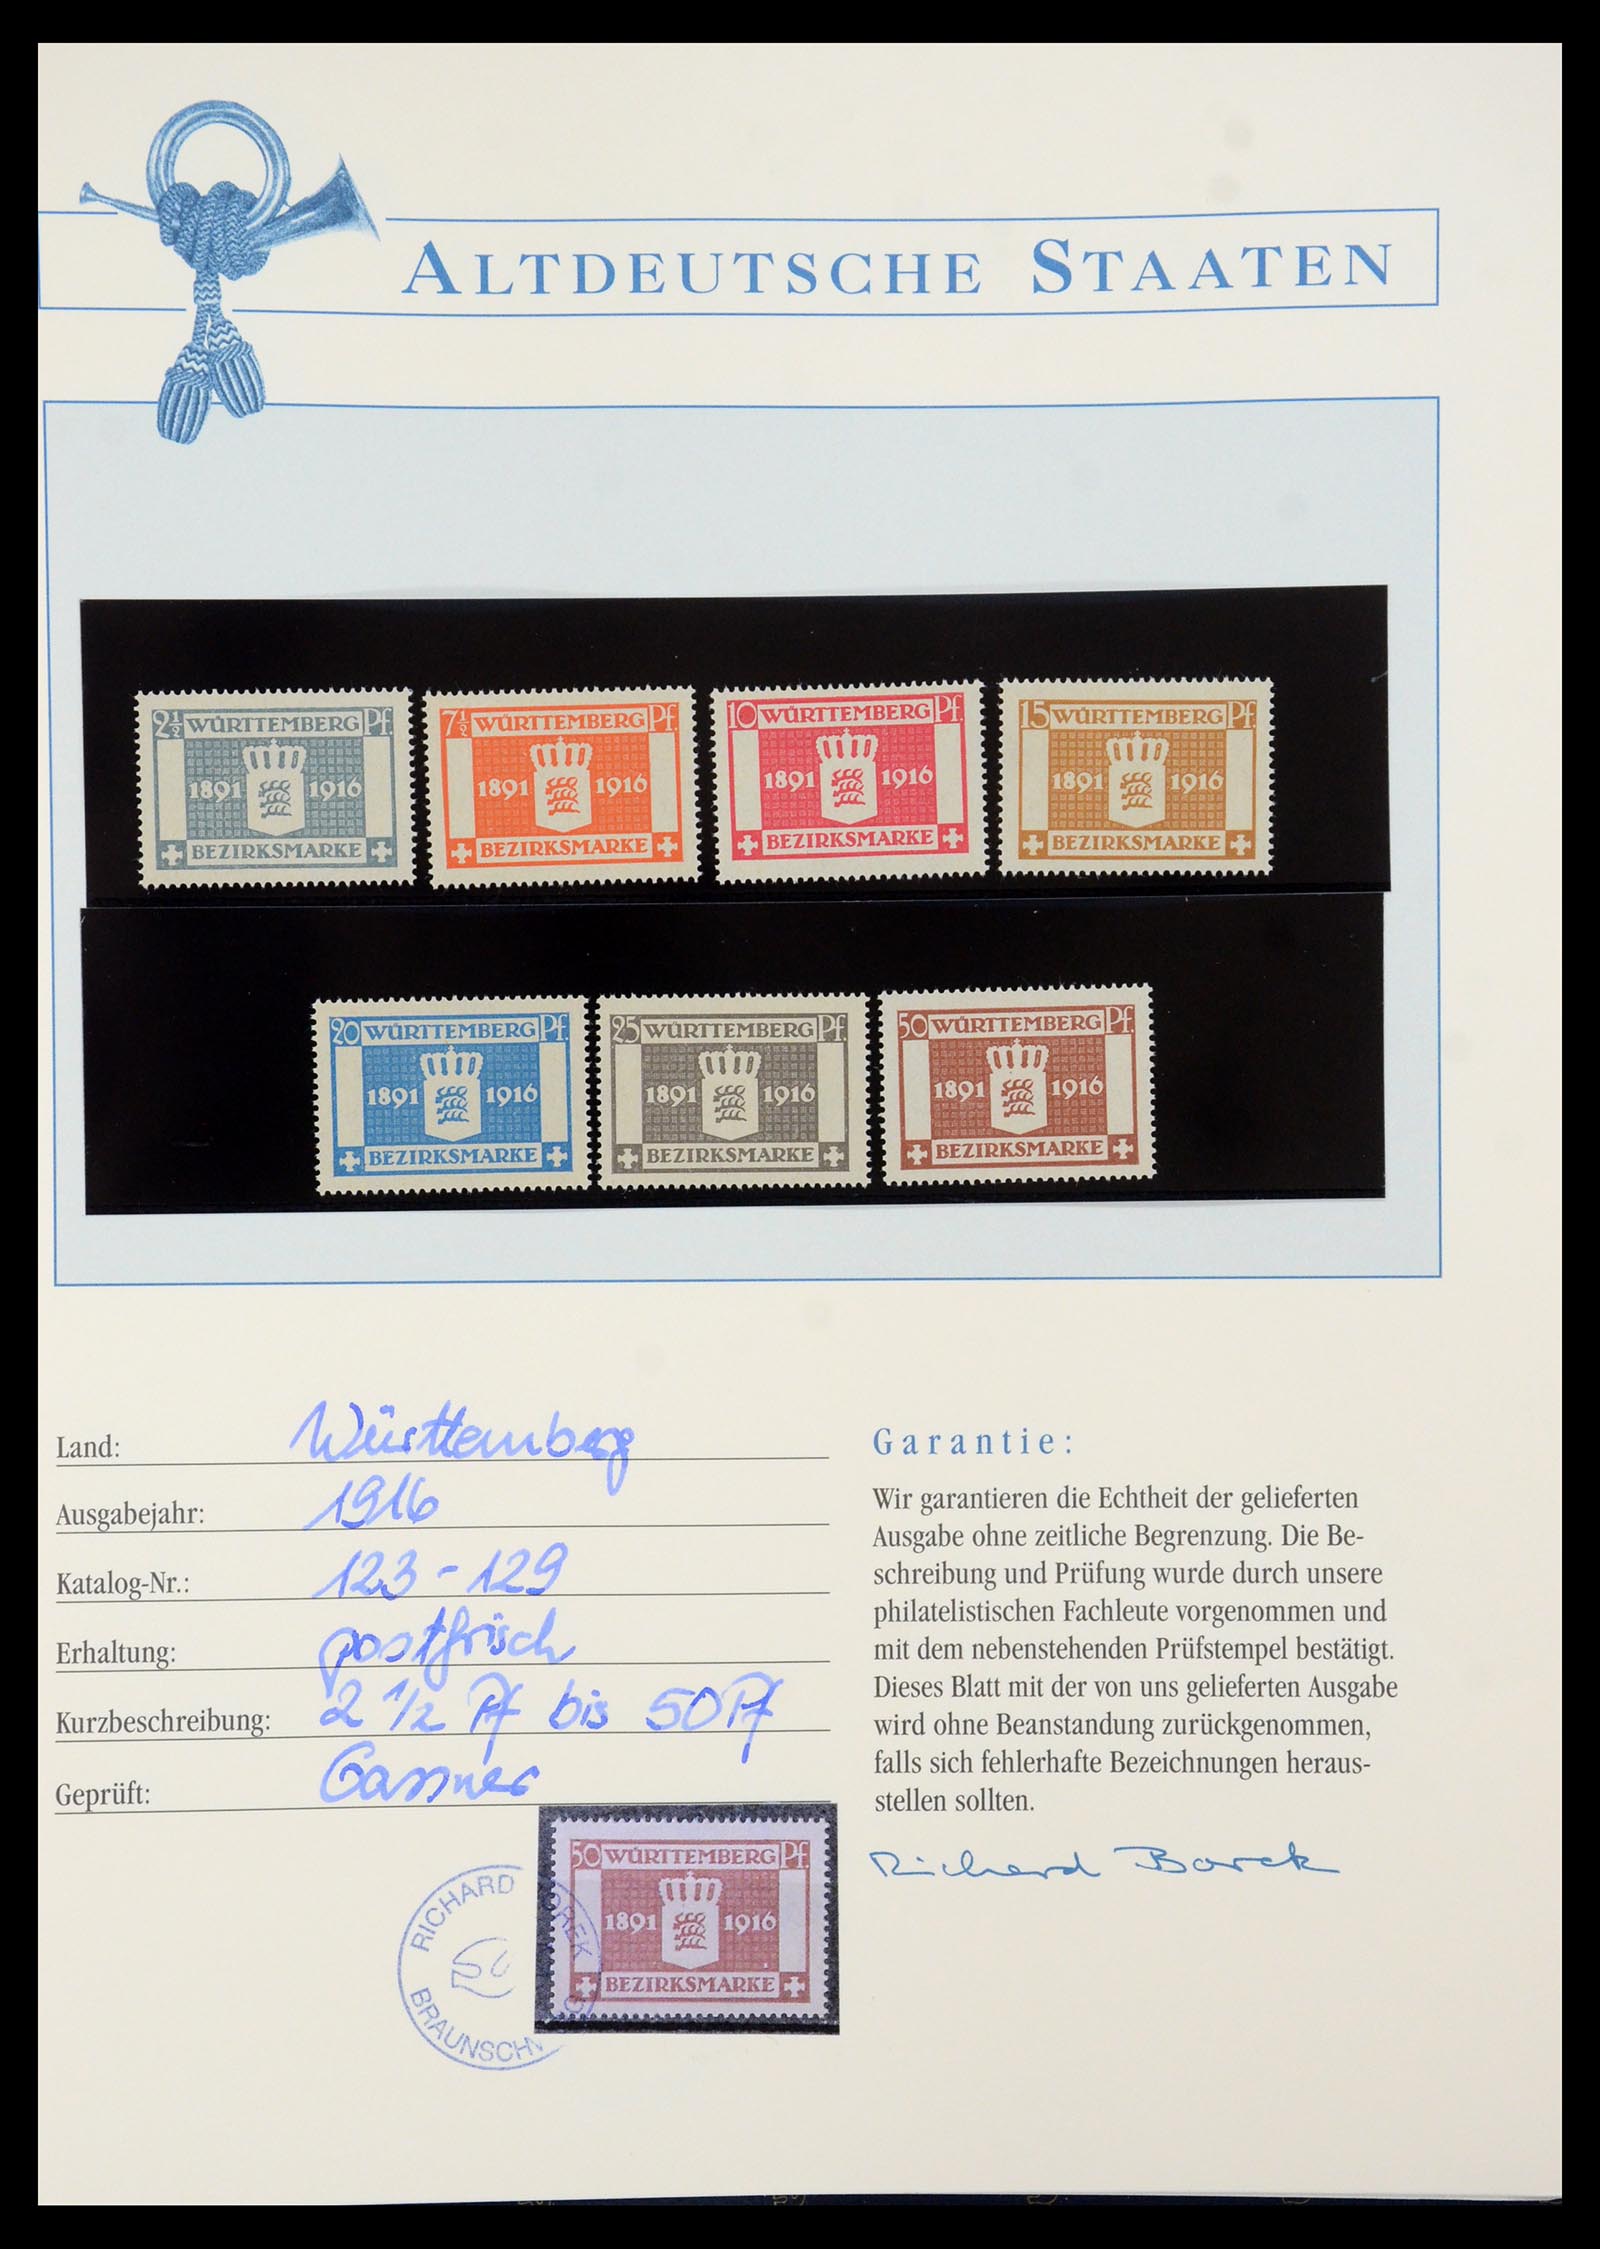 ALTDEUTSCHE STAATEN
2½ WÜRTTEMBERG Pf.
1891 1916
BEZIRKSMARKE
7½ WÜRTTEMBERG Pf.
1891 1916
BEZIRKSMARKE
10 WÜRTTEMBERG Pf.
1891 1916
BEZIRKSMARKE
15 WÜRTTEMBERG Pf.
1891 1916
BEZIRKSMARKE
20 WÜRTTEMBERG Pf.
1891 1916
BEZIRKSMARKE
25 WÜRTTEMBERG Pf.
1891 1916
BEZIRKSMARKE
50 WÜRTTEMBERG Pf.
1891 1916
BEZIRKSMARKE
Land: Württemberg
Ausgabejahr: 1916
Katalog-Nr.: 123-129
Erhaltung: postfrisch
Kurzbeschreibung: 2 1/2 Pf bis 50 Pf
Geprüft:
50 WÜRTTEMBERG Pf.
1891 1916
BEZIRKSMARKE
RICHARD BOREK
BRAUNSCHW
Garantie:
Wir garantieren die Echtheit der gelieferten
Ausgabe ohne zeitliche Begrenzung. Die Be-
schreibung und Prüfung wurde durch unsere
philatelistischen Fachleute vorgenommen und
mit dem nebenstehenden Prüfstempel bestätigt.
Dieses Blatt mit der von uns gelieferten Ausgabe
wird ohne Beanstandung zurückgenommen,
falls sich fehlerhafte Bezeichnungen heraus-
stellen sollten.
Richard Borek